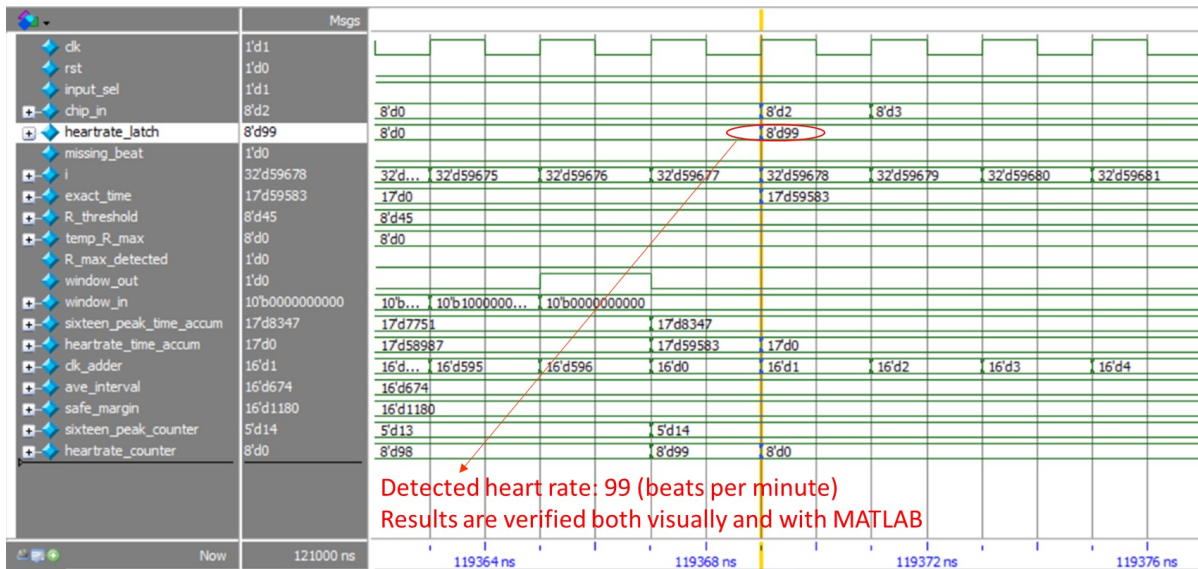 Msgs
clk 1'd1
rst 1'd0
input_sel 1'd1
chip_in 8'd2 8'd0 8'd2 8'd3
heartrate_latch 8'd99 8'd0 8'd99
missing_beat 1'd0
i 32'd59678 32'd... 32'd59675 32'd59676 32'd59677 32'd59678 32'd59679 32'd59680 32'd59681
exact_time 17'd59583 17'd0 17'd59583
R_threshold 8'd45 8'd45
temp_R_max 8'd0 8'd0
R_max_detected 1'd0
window_out 1'd0
window_in 10'b0000000000 10'b... 10'b1000000... 10'b0000000000
sixteen_peak_time_accum 17'd8347 17'd7751 17'd8347
heartrate_time_accum 17'd0 17'd58987 17'd59583 17'd0
clk_adder 16'd1 16'd... 16'd595 16'd596 16'd0 16'd1 16'd2 16'd3 16'd4
ave_interval 16'd674 16'd674
safe_margin 16'd1180 16'd1180
sixteen_peak_counter 5'd14 5'd13 5'd14
heartrate_counter 8'd0 8'd98 8'd99 8'd0
Detected heart rate: 99 (beats per minute)
Results are verified both visually and with MATLAB
Now 121000 ns 119364 ns 119368 ns 119372 ns 119376 ns